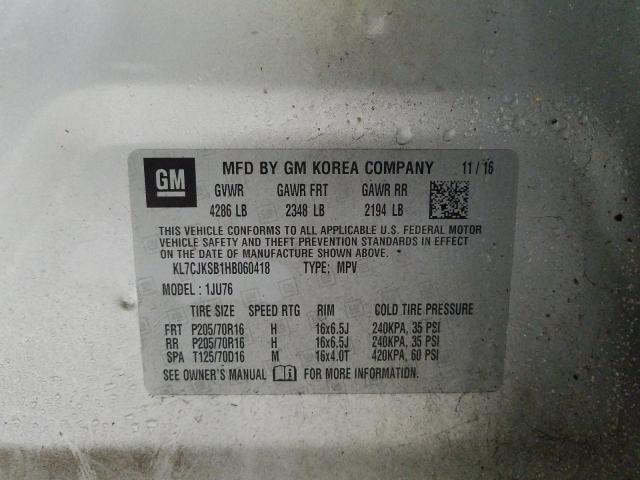 GM
MFD BY GM KOREA COMPANY 11 / 16
GVWR GAWR FRT GAWR RR
4286 LB 2348 LB 2194 LB
THIS VEHICLE CONFORMS TO ALL APPLICABLE U.S. FEDERAL MOTOR
VEHICLE SAFETY AND THEFT PREVENTION STANDARDS IN EFFECT
ON THE DATE OF MANUFACTURE SHOWN ABOVE.
KL7CJKSB1HB060418 TYPE; MPV
MODEL : 1JU76
TIRE SIZE SPEED RTG RIM COLD TIRE PRESSURE
FRT P205/70R16 H 16x6.5J 240KPA, 35 PSI
RR P205/70R16 H 16x6.5J 240KPA, 35 PSI
SPA T125/70D16 M 16x4.0T 420KPA, 60 PSI
SEE OWNER'S MANUAL FOR MORE INFORMATION.